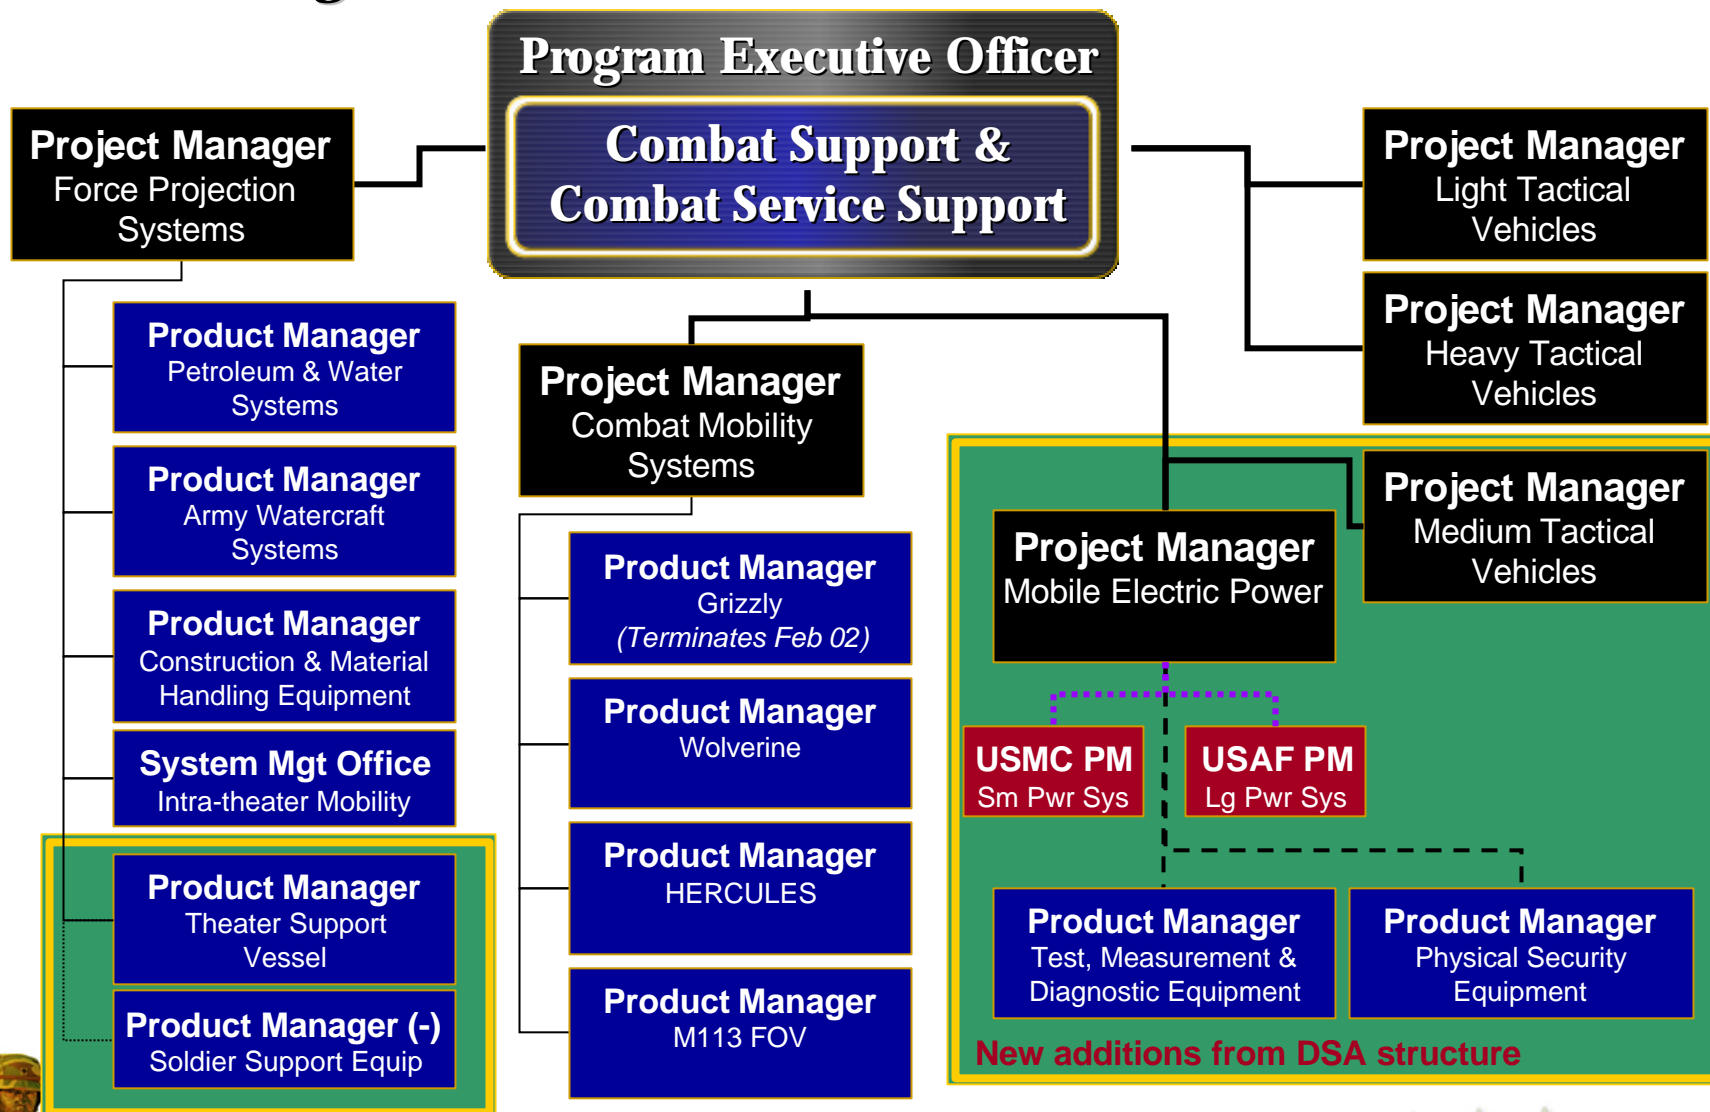 Program Executive Officer
Combat Support &
Combat Service Support
Project Manager
Force Projection
Systems
Product Manager
Petroleum & Water
Systems
Product Manager
Army Watercraft
Systems
Product Manager
Construction & Material
Handling Equipment
System Mgt Office
Intra-theater Mobility
Product Manager
Theater Support
Vessel
Product Manager (-)
Soldier Support Equip
Project Manager
Combat Mobility
Systems
Product Manager
Grizzly
(Terminates Feb 02)
Product Manager
Wolverine
Product Manager
HERCULES
Product Manager
M113 FOV
Project Manager
Light Tactical
Vehicles
Project Manager
Heavy Tactical
Vehicles
Project Manager
Medium Tactical
Vehicles
Project Manager
Mobile Electric Power
USMC PM
Sm Pwr Sys
USAF PM
Lg Pwr Sys
Product Manager
Test, Measurement &
Diagnostic Equipment
Product Manager
Physical Security
Equipment
New additions from DSA structure